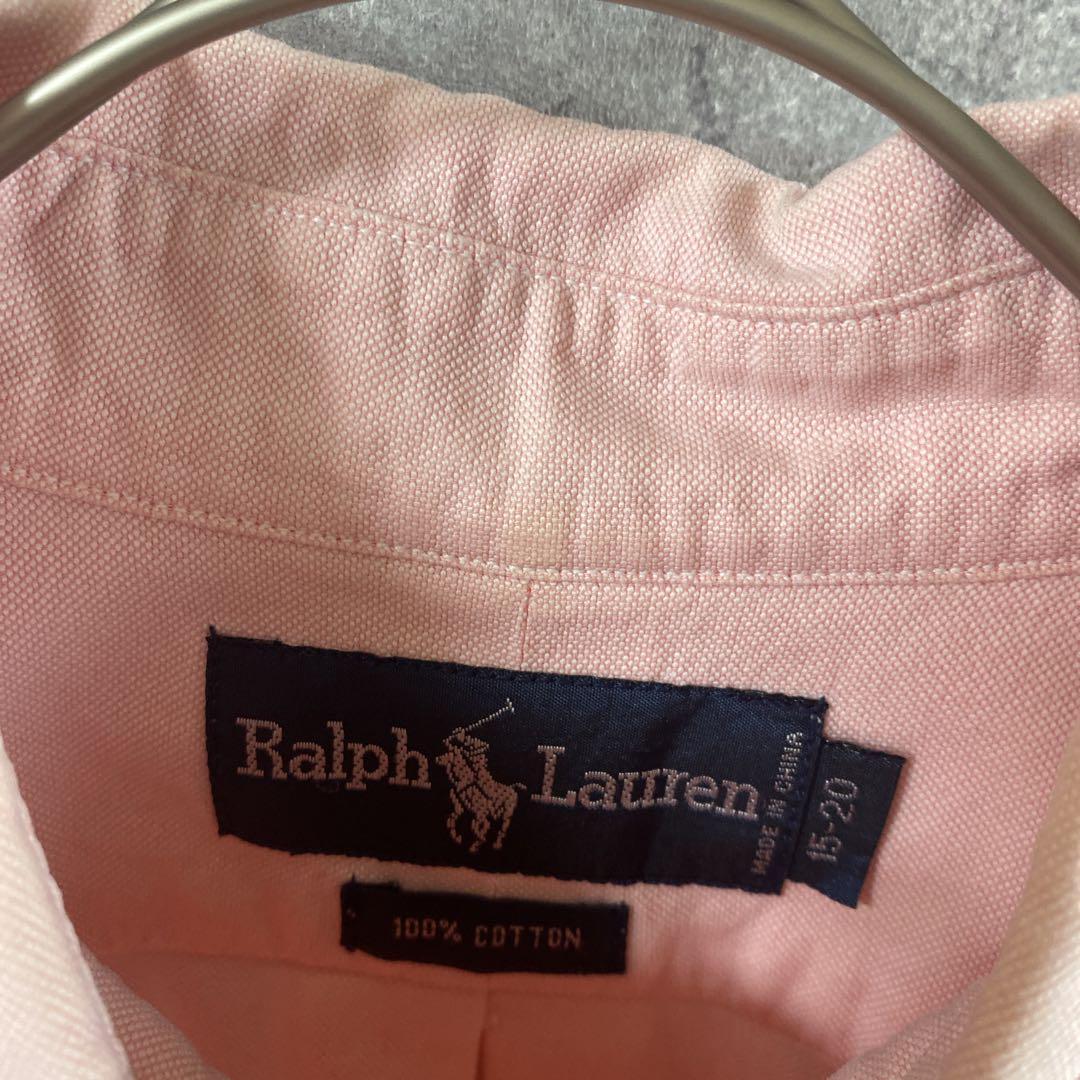 Ralph Lauren
MADE IN CHINA
15-20
100% COTTON